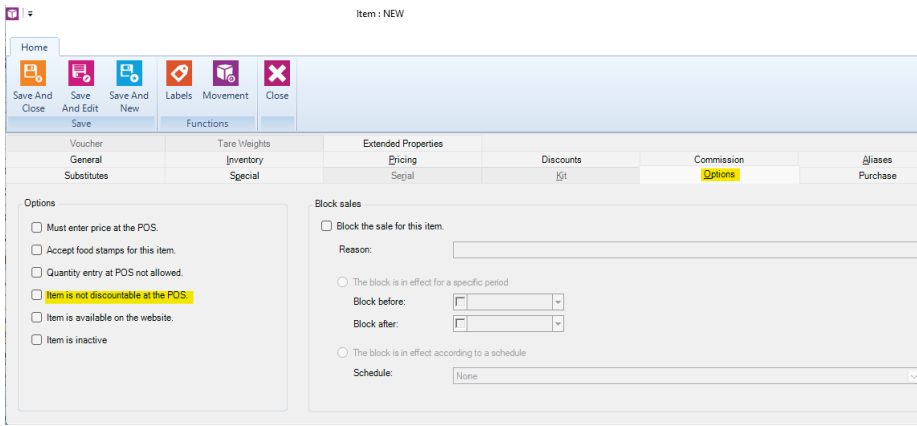 Item : NEW
Home
Save And Close
Save And Edit
Save And New
Labels
Movement
Close
Save
Functions
Voucher
Tare Weights
Extended Properties
General
Inventory
Pricing
Discounts
Commission
Aliases
Substitutes
Special
Serial
Kit
Options
Purchase
Options
Must enter price at the POS.
Accept food stamps for this item.
Quantity entry at POS not allowed.
Item is not discountable at the POS.
Item is available on the website.
Item is inactive
Block sales
Block the sale for this item.
Reason:
The block is in effect for a specific period
Block before:
Block after:
The block is in effect according to a schedule
Schedule:
None